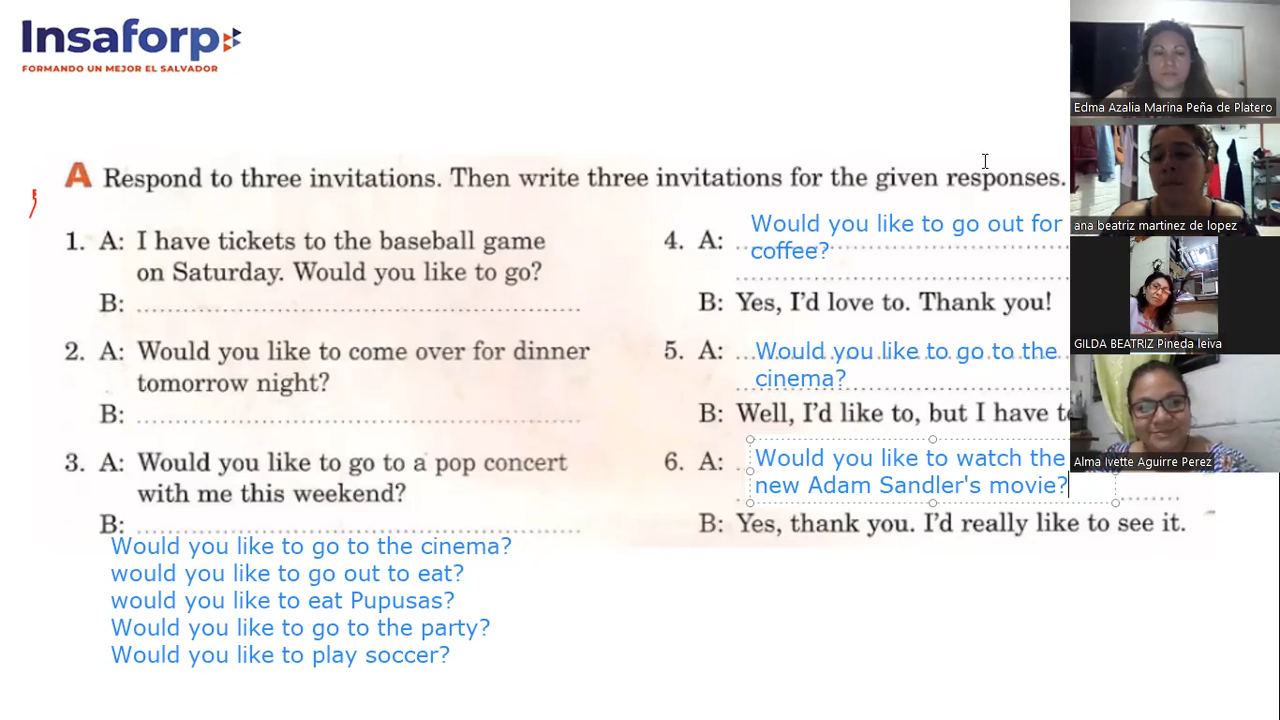 Insaforp
FORMANDO UN MEJOR EL SALVADOR
A Respond to three invitations. Then write three invitations for the given responses.
1. A: I have tickets to the baseball game
on Saturday. Would you like to go?
B:
2. A: Would you like to come over for dinner
tomorrow night?
B:
3. A: Would you like to go to a pop concert
with me this weekend?
B:
Would you like to go to the cinema?
would you like to go out to eat?
would you like to eat Pupusas?
Would you like to go to the party?
Would you like to play soccer?
4. A: Would you like to go out for
coffee?
B: Yes, I'd love to. Thank you!
5. A: Would you like to go to the
cinema?
B: Well, I'd like to, but I have
6. A: Would you like to watch the
new Adam Sandler's movie?
B: Yes, thank you. I'd really like to see it.
Edma Azalia Marina Peña de Platero
ana beatriz martinez de lopez
GILDA BEATRIZ Pineda leiva
Alma Ivette Aguirre Perez